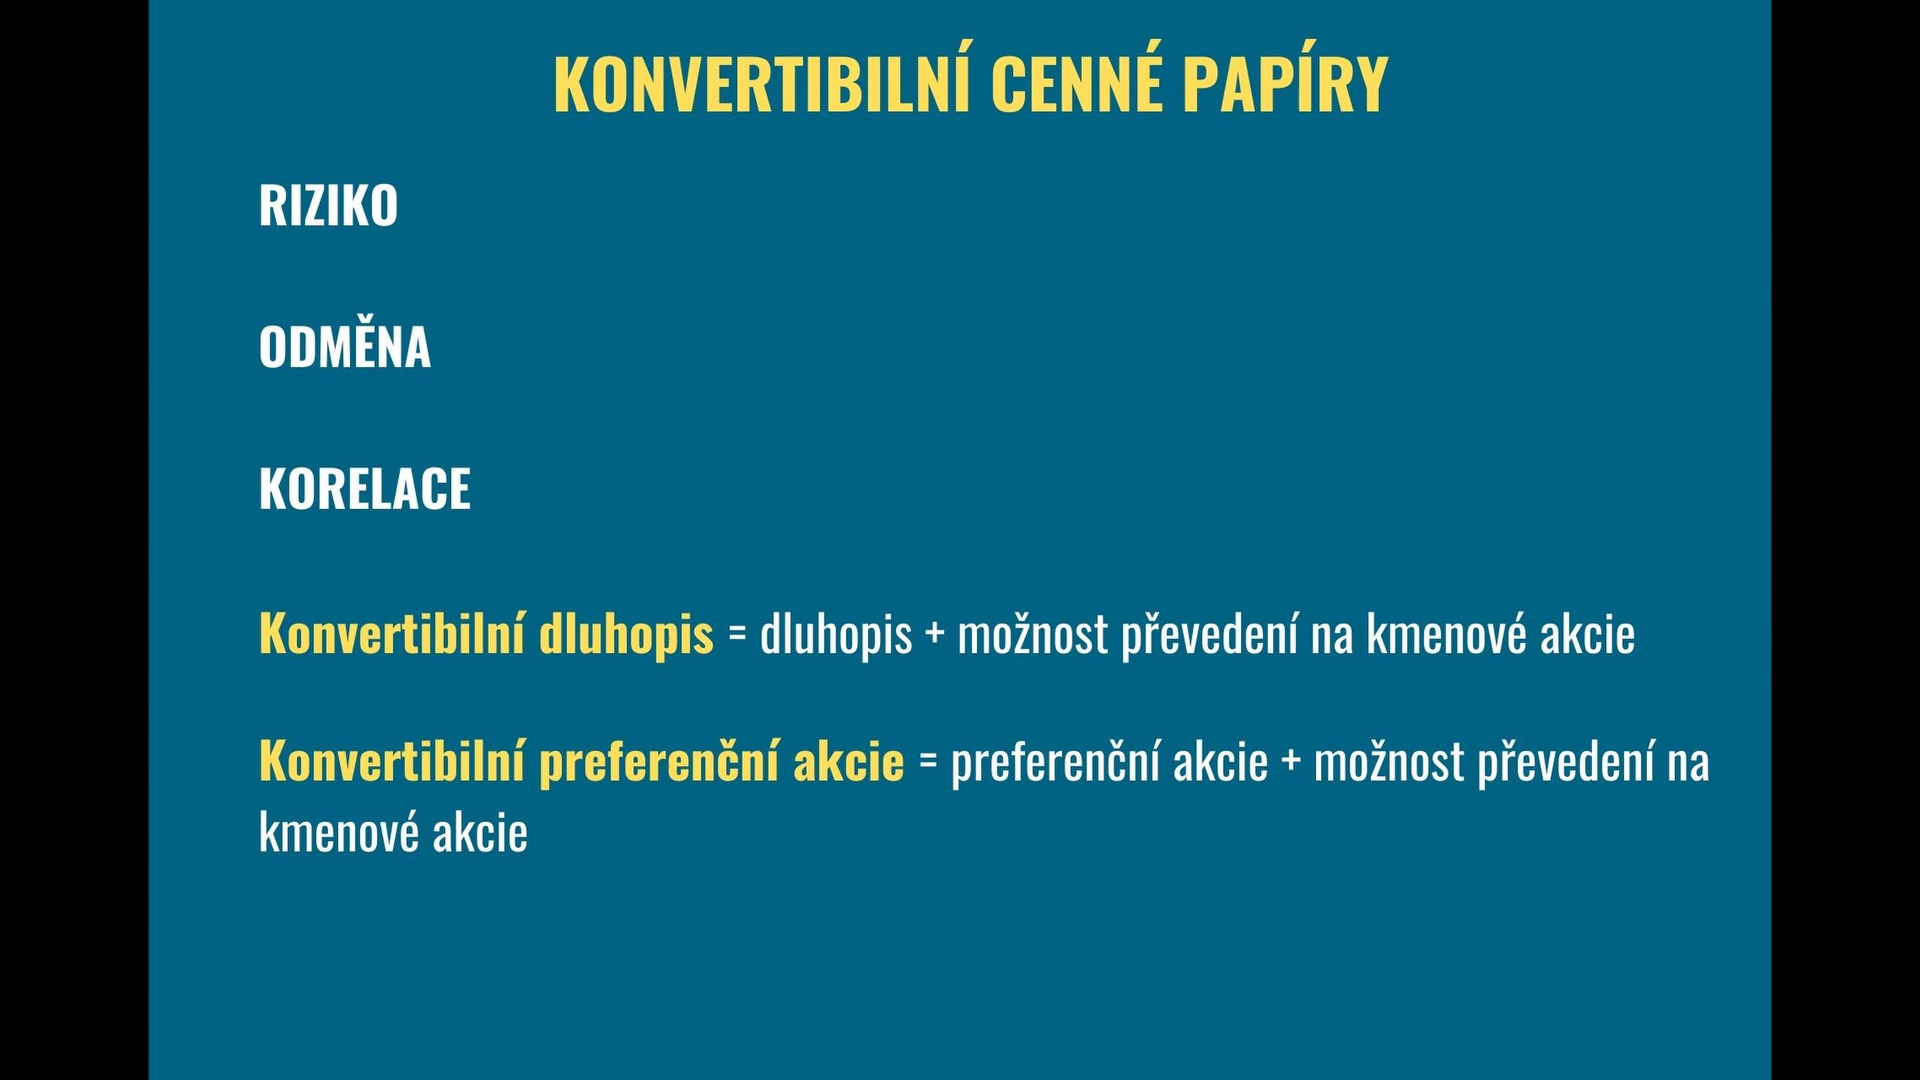 KONVERTIBILNÍ CENNÉ PAPÍRY
RIZIKO
ODMĚNA
KORELACE
Konvertibilní dluhopis = dluhopis + možnost převedení na kmenové akcie
Konvertibilní preferenční akcie = preferenční akcie + možnost převedení na
kmenové akcie